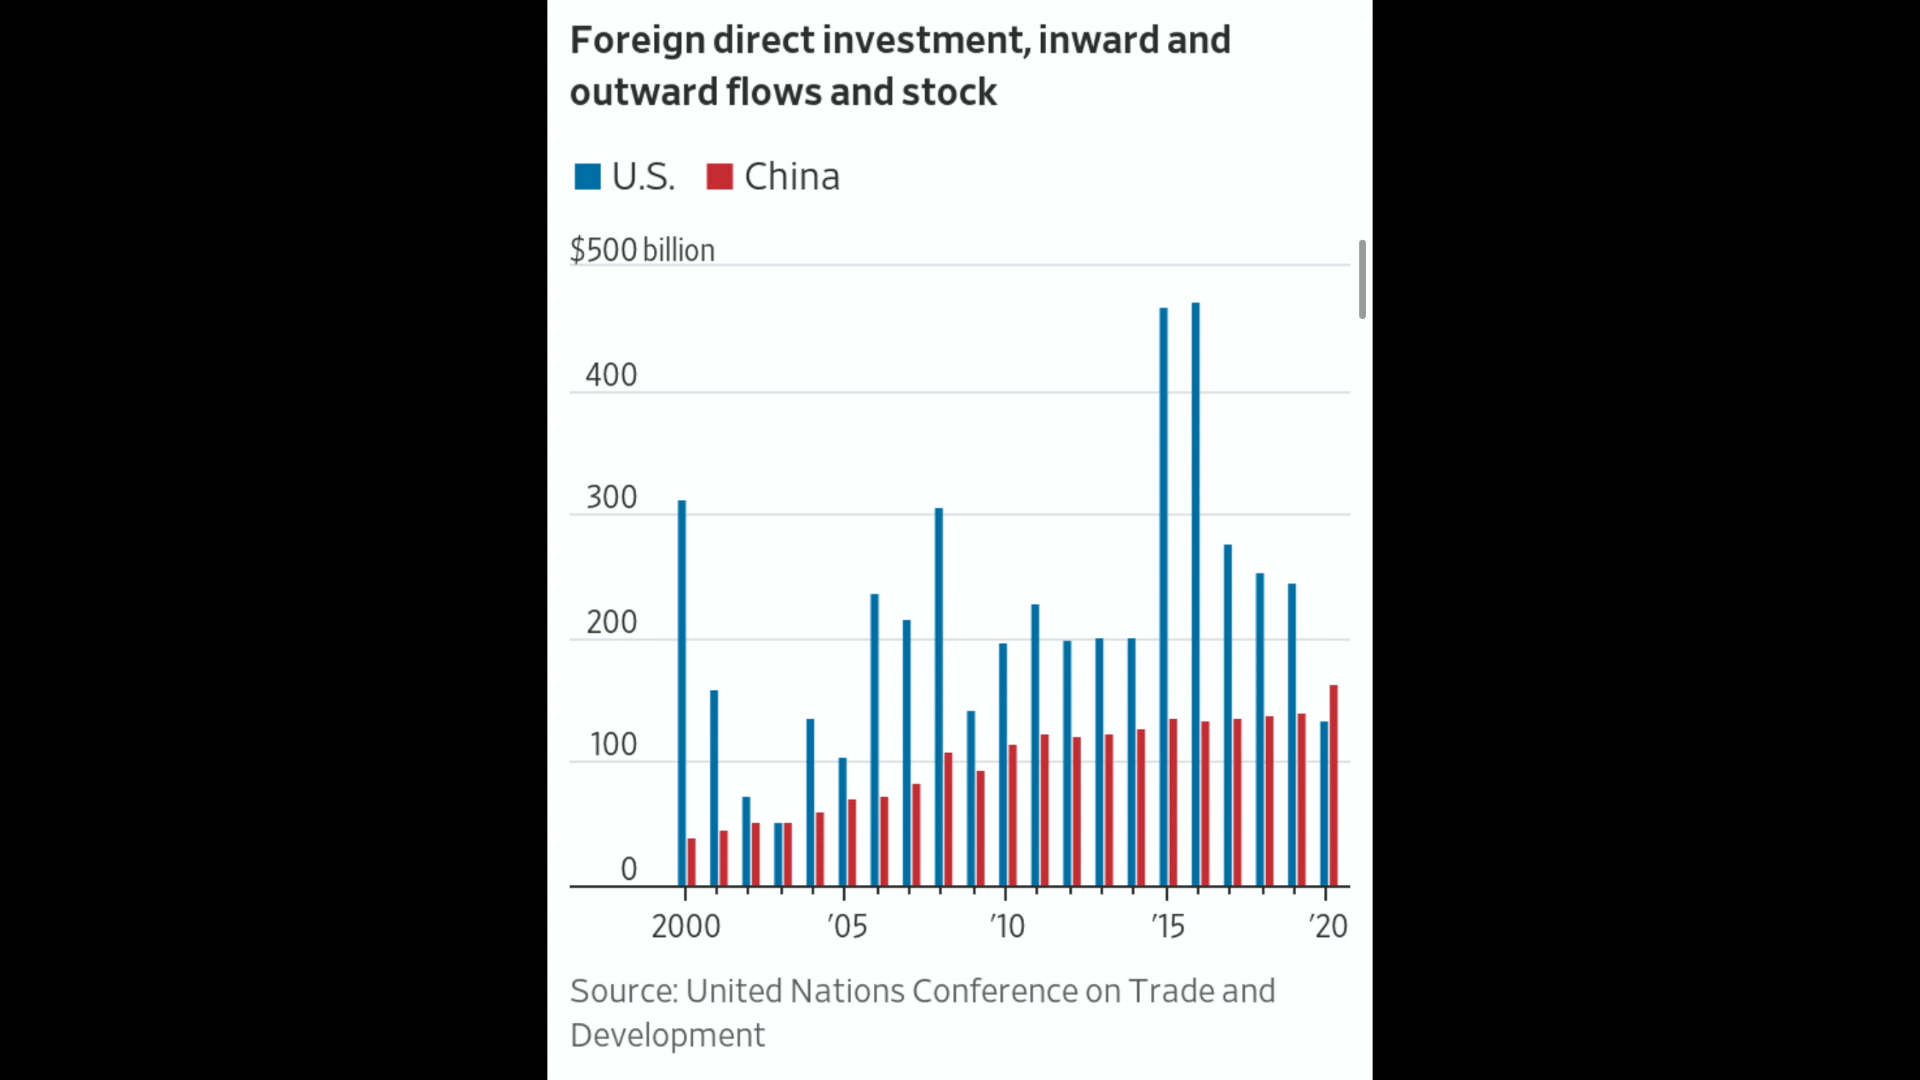 Foreign direct investment, inward and
outward flows and stock
U.S. China
$500 billion
400
300
200
100
0
2000 ’05 ’10 ’15 ’20
Source: United Nations Conference on Trade and
Development